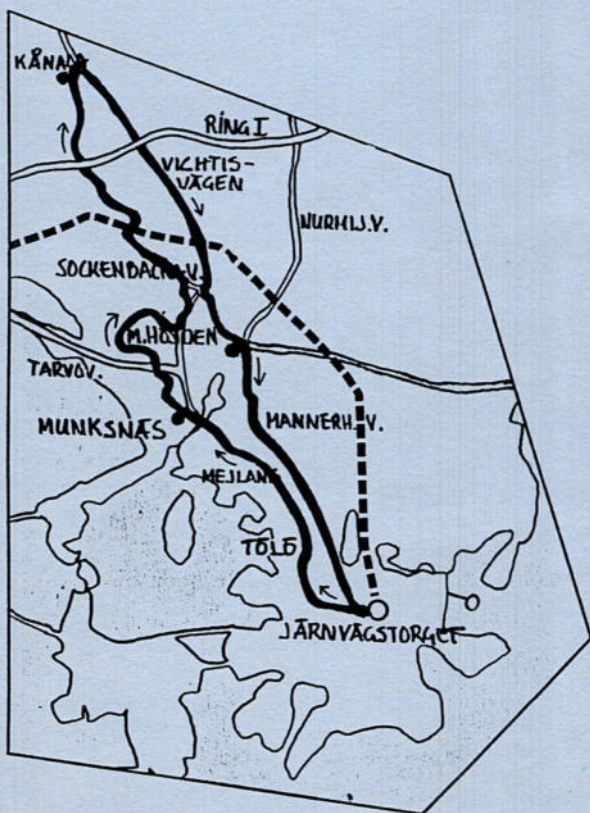 KÅNALA
RING I
VICHTIS-
VÄGEN
NURMIJ.V.
SOCKENBACKA V.
M.HÖJDEN
TARVOV.
MANNERH. V.
MUNKSNÄS
MEJLANS
TÖLÖ
JÄRNVÄGSTORGET